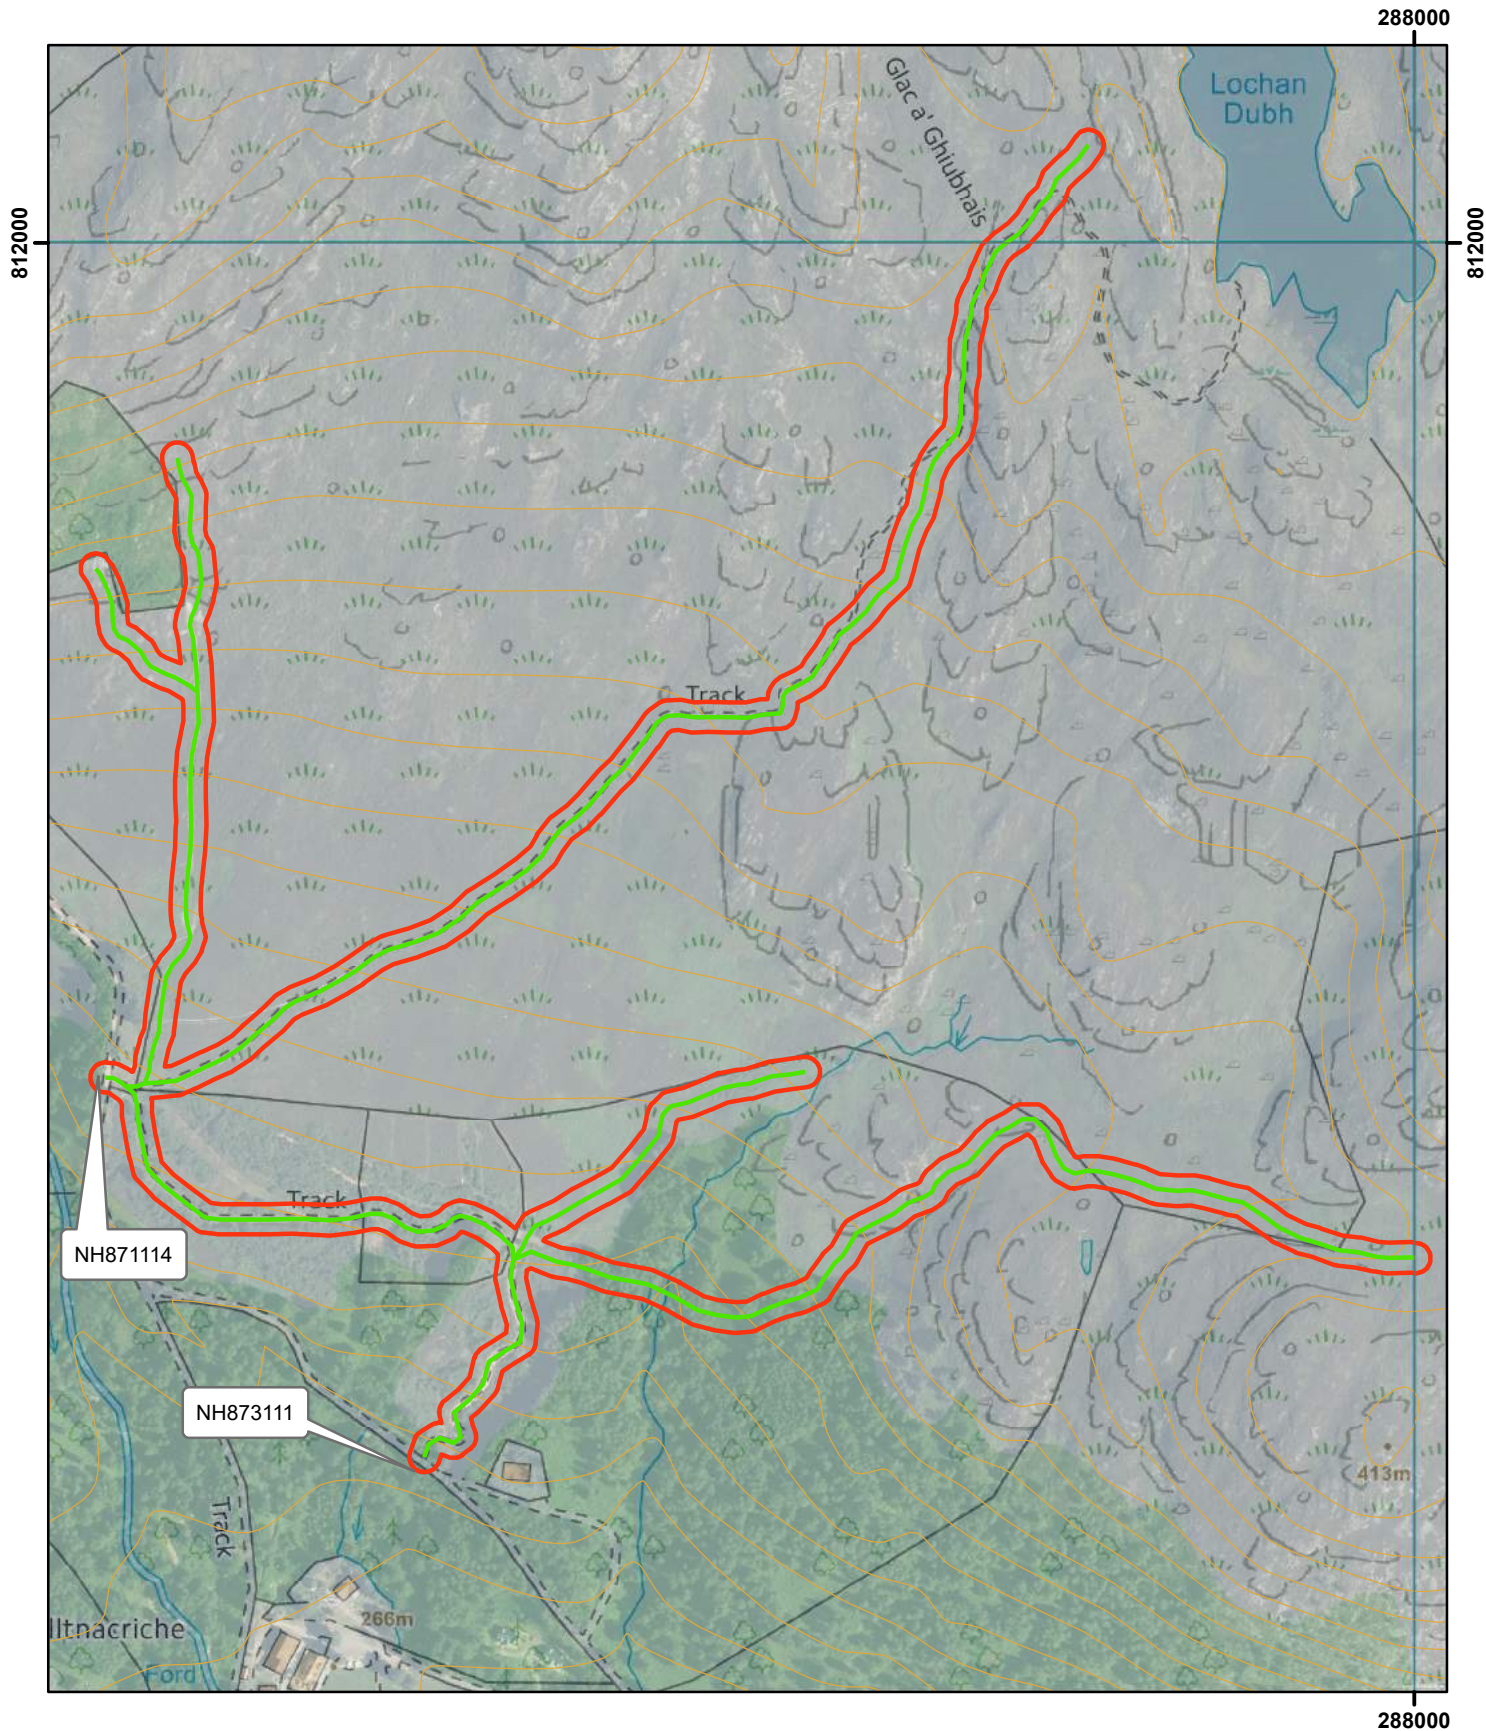 288000
Lochan
Dubh
Glac a' Ghiubhais
812000
812000
Track
Track
NH871114
NH873111
413m
Track
266m
lltnacriche
Ford
288000